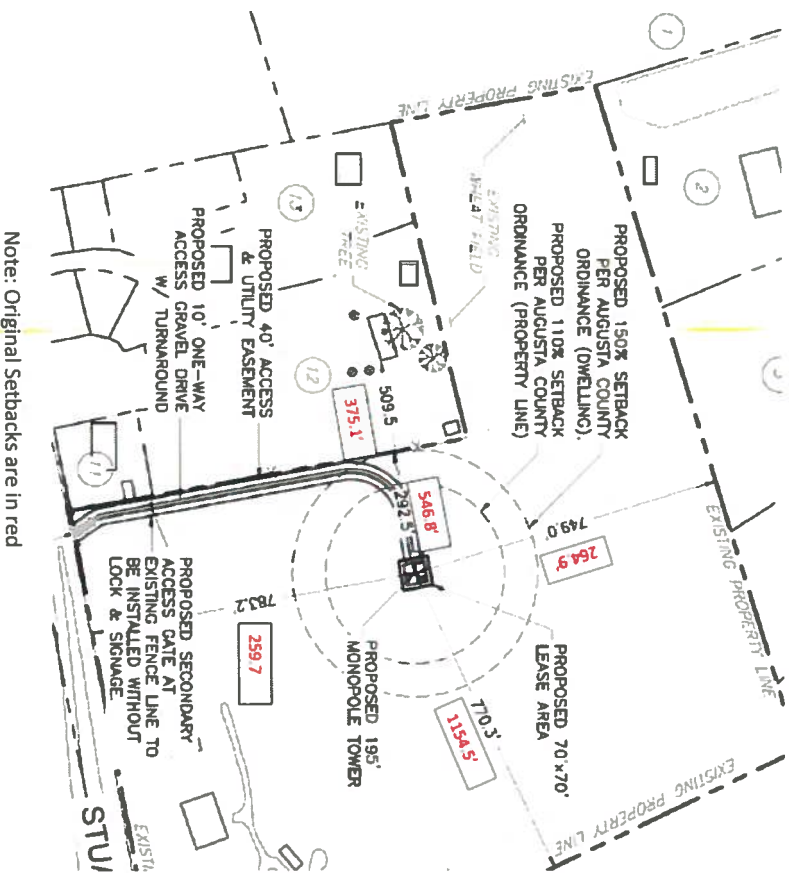 1
EXISTING PROPERTY LINE
2
PROPOSED 150% SETBACK
PER AUGUSTA COUNTY
ORDINANCE (DWELLING).
PROPOSED 110% SETBACK
PER AUGUSTA COUNTY
ORDINANCE (PROPERTY LINE)
EXISTING
FIELD
EXISTING
TREE
13
PROPOSED 40' ACCESS
& UTILITY EASEMENT
PROPOSED 10' ONE-WAY
ACCESS GRAVEL DRIVE
W/ TURNAROUND
12
11
509.5
375.1'
546.8'
292.5
749.0'
264.9'
EXISTING PROPERTY LINE
PROPOSED 70'x70'
LEASE AREA
770.3'
1154.5'
PROPOSED 195'
MONOPOLE TOWER
783.2'
259.7
PROPOSED SECONDARY
ACCESS GATE AT
EXISTING FENCE LINE TO
BE INSTALLED WITHOUT
LOCK & SIGNAGE.
EXISTING PROPERTY LINE
EXISTI
STUA
Note: Original Setbacks are in red